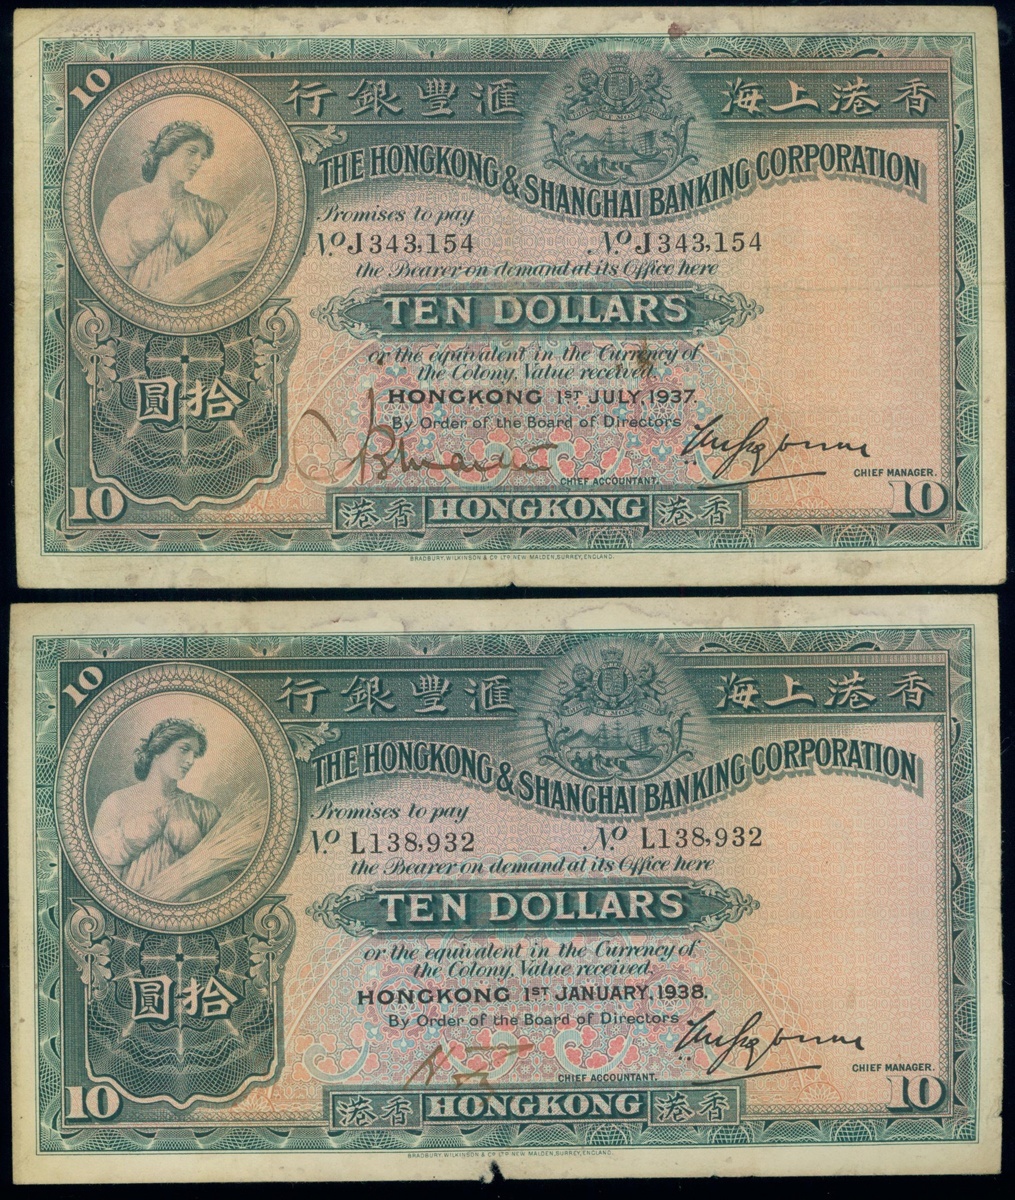 10
行銀豐滙 海上港香
THE HONGKONG & SHANGHAI BANKING CORPORATION
Promises to pay
No. J343,154 No. J343,154
the Bearer on demand at its Office here
TEN DOLLARS
or the equivalent in the Currency of
the Colony, Value received.
圓拾
HONGKONG 1ST JULY, 1937.
By Order of the Board of Directors
CHIEF ACCOUNTANT. CHIEF MANAGER.
10 港香 HONGKONG 港香 10
BRADBURY, WILKINSON & CO. LTD. NEW MALDEN, SURREY, ENGLAND.
10
行銀豐滙 海上港香
THE HONGKONG & SHANGHAI BANKING CORPORATION
Promises to pay
No. L138,932 No. L138,932
the Bearer on demand at its Office here
TEN DOLLARS
or the equivalent in the Currency of
the Colony, Value received.
圓拾
HONGKONG 1ST JANUARY, 1938.
By Order of the Board of Directors
CHIEF ACCOUNTANT. CHIEF MANAGER.
10 港香 HONGKONG 港香 10
BRADBURY, WILKINSON & CO. LTD. NEW MALDEN, SURREY, ENGLAND.